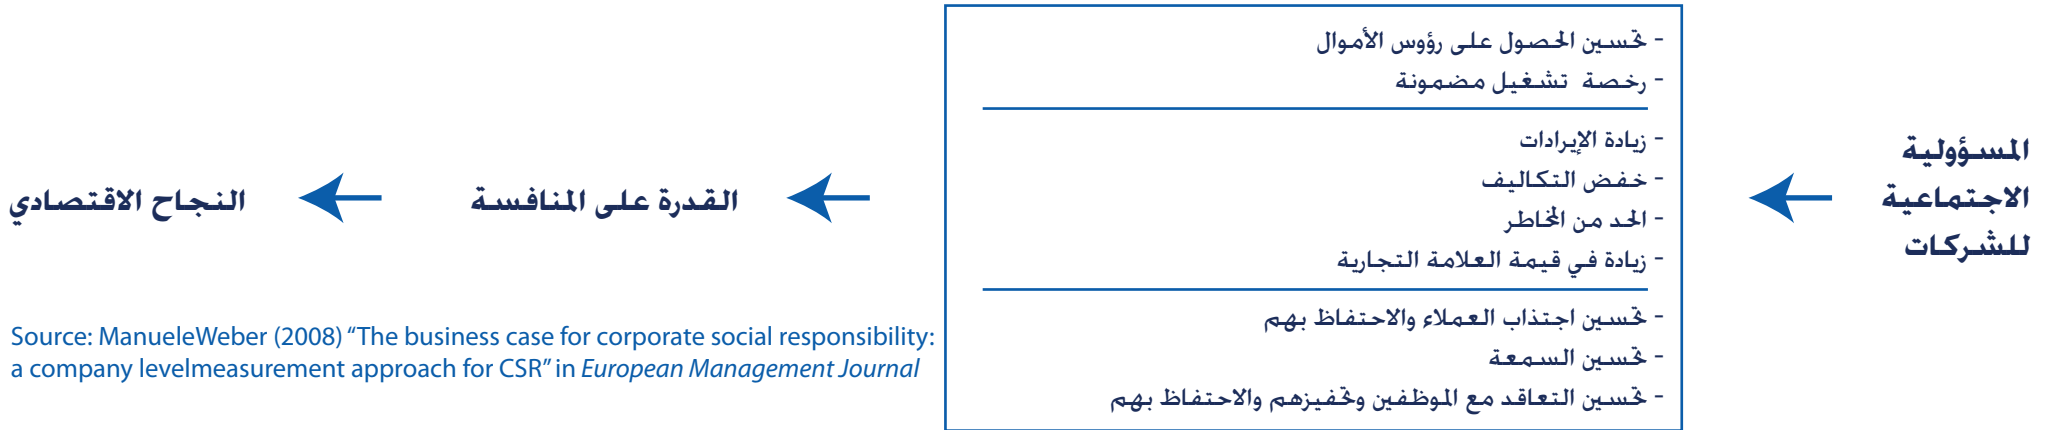 المسؤولية
الاجتماعية
للشركات
- تحسين الحصول على رؤوس الأموال
- رخصة تشغيل مضمونة
- زيادة الإيرادات
- خفض التكاليف
- الحد من المخاطر
- زيادة في قيمة العلامة التجارية
- تحسين اجتذاب العملاء والاحتفاظ بهم
- تحسين السمعة
- تحسين التعاقد مع الموظفين وتحفيزهم والاحتفاظ بهم
القدرة على المنافسة
النجاح الاقتصادي
Source: ManueleWeber (2008) “The business case for corporate social responsibility:
a company levelmeasurement approach for CSR” in European Management Journal